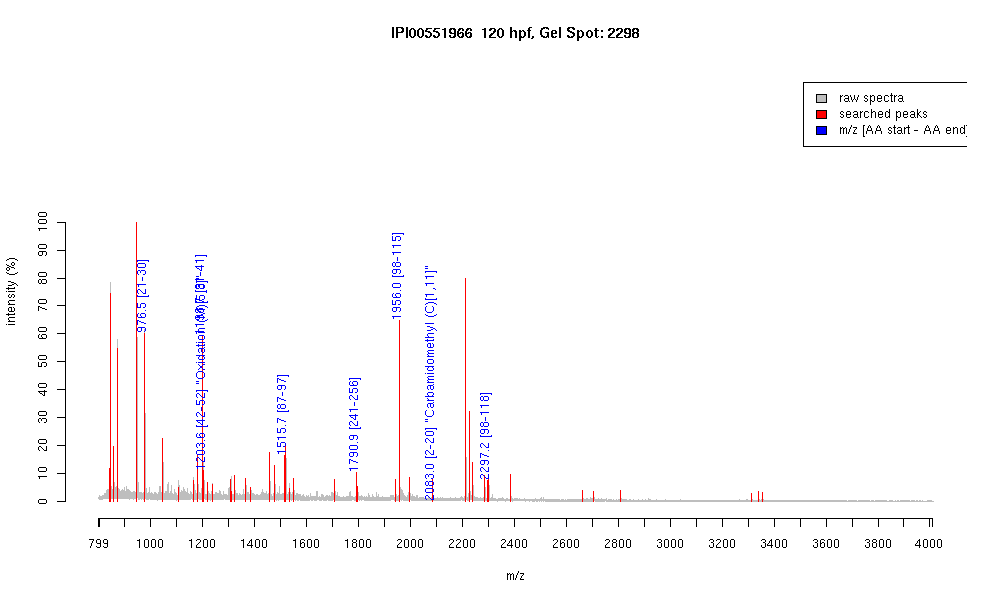 IPI00551966 120 hpf, Gel Spot: 2298
raw spectra
searched peaks
m/z [AA start - AA end]
intensity (%)
100
90
80
70
60
50
40
30
20
10
0
976.5 [21-30]
1203.6 [42-52] "Oxidation (M)[5,8]"
-41]
1515.7 [87-97]
1790.9 [241-256]
1956.0 [98-115]
2083.0 [2-20] "Carbamidomethyl (C)[1,11]"
2297.2 [98-118]
799 1000 1200 1400 1600 1800 2000 2200 2400 2600 2800 3000 3200 3400 3600 3800 4000
m/z